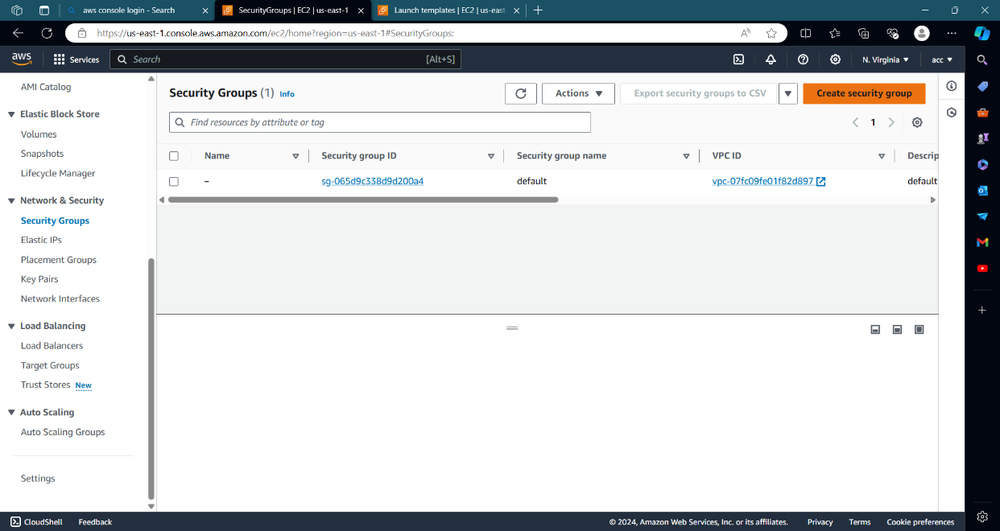 aws console login - Search
SecurityGroups | EC2 | us-east-1
Launch templates | EC2 | us-east
https://us-east-1.console.aws.amazon.com/ec2/home?region=us-east-1#SecurityGroups:
aws
Services
Search
[Alt+S]
N. Virginia
acc
AMI Catalog
Elastic Block Store
Volumes
Snapshots
Lifecycle Manager
Network & Security
Security Groups
Elastic IPs
Placement Groups
Key Pairs
Network Interfaces
Load Balancing
Load Balancers
Target Groups
Trust Stores New
Auto Scaling
Auto Scaling Groups
Settings
Security Groups (1) Info
Actions
Export security groups to CSV
Create security group
Find resources by attribute or tag
1
Name
Security group ID
Security group name
VPC ID
Descrip
–
sg-065d9c338d9d200a4
default
vpc-07fc09fe01f82d897
default
CloudShell
Feedback
© 2024, Amazon Web Services, Inc. or its affiliates.
Privacy
Terms
Cookie preferences